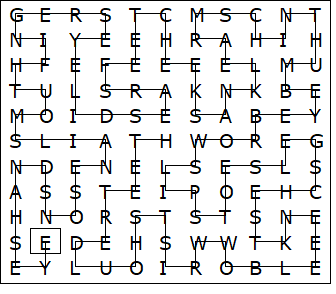 G E R S T C M S C N T
N I Y E E H R A H I H
H F E F E E E E L M U
T U L S R A K N K B E
M O I D S E S A B E Y
S L I A T H W O R E G
N D E N E L S E S L S
A S S T E I P O E H C
H N O R S T S T S N E
S E D E H S W W T K E
E Y L U O I R O B L E